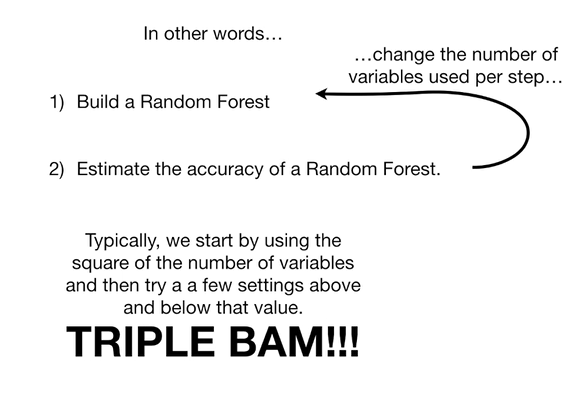 In other words…
…change the number of
variables used per step…
1) Build a Random Forest
2) Estimate the accuracy of a Random Forest.
Typically, we start by using the
square of the number of variables
and then try a a few settings above
and below that value.
TRIPLE BAM!!!